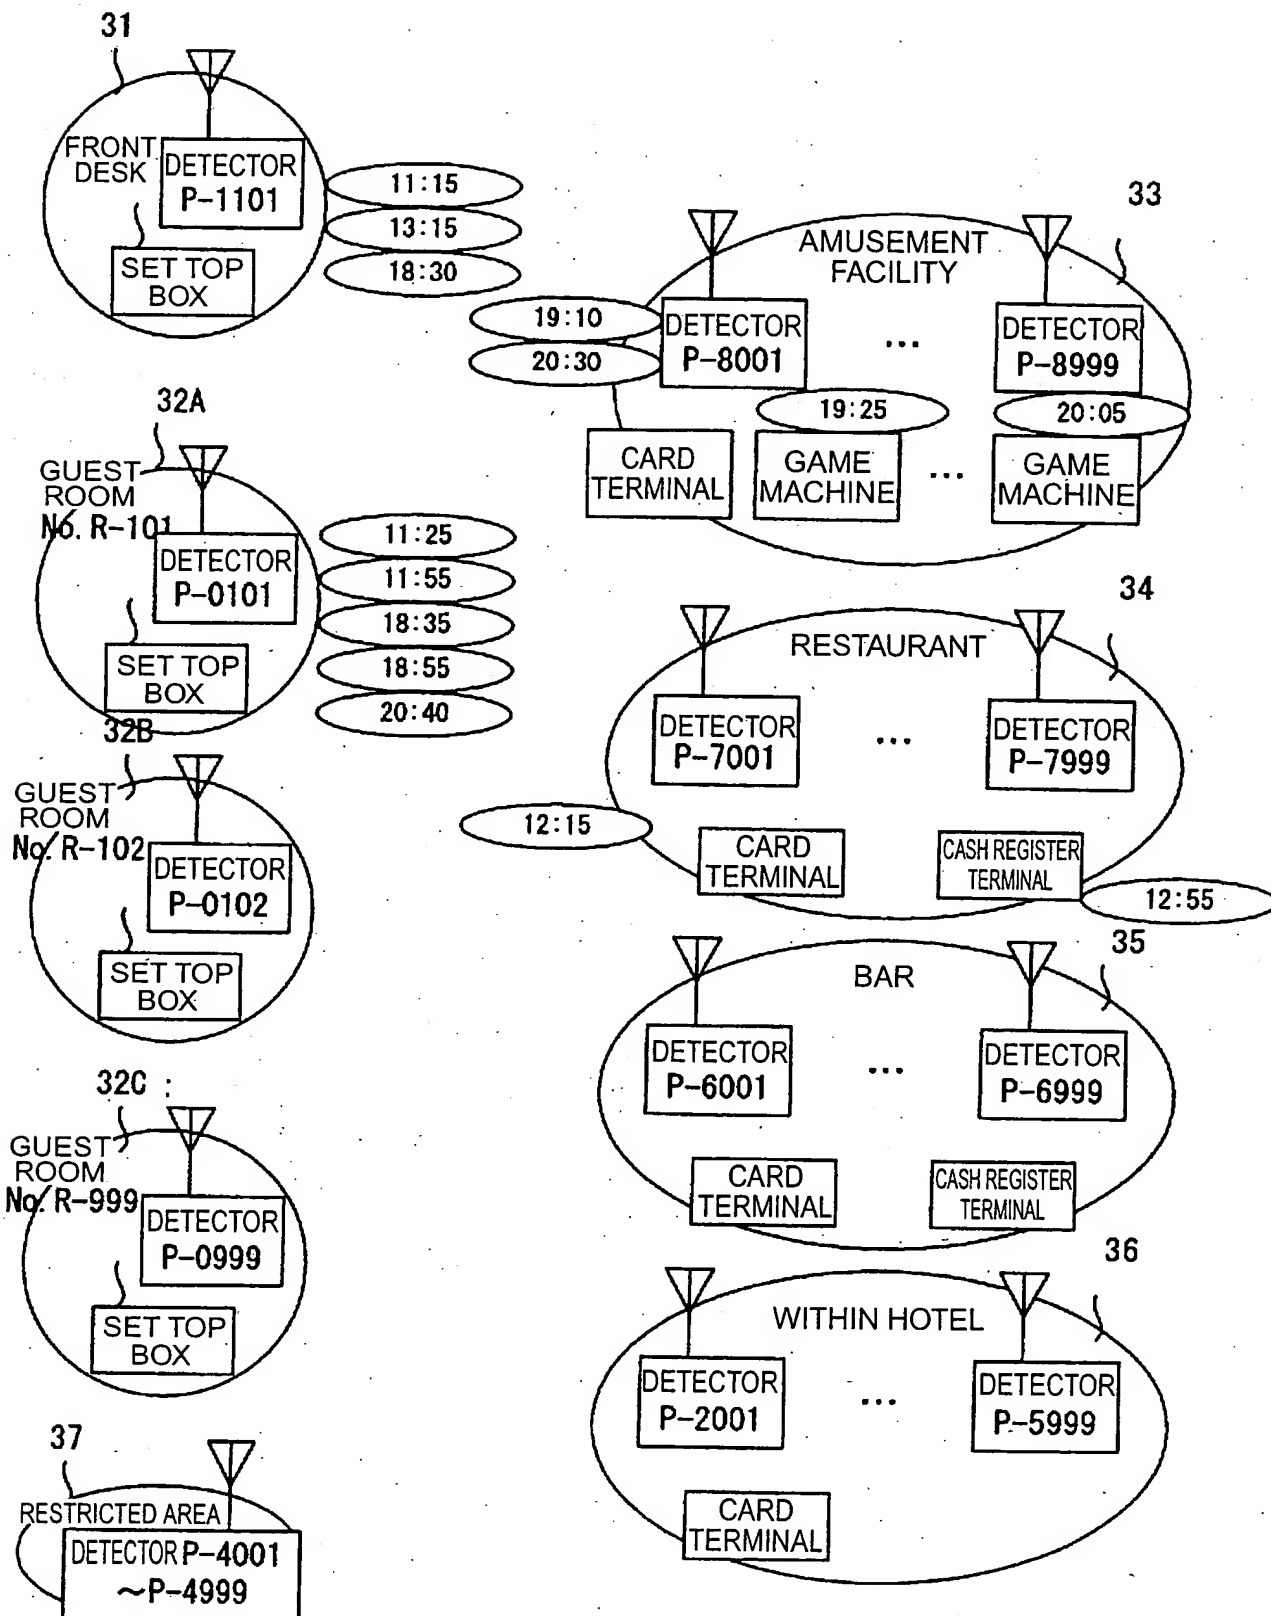 31
FRONT
DESK
DETECTOR
P-1101
SET TOP
BOX
11:15
13:15
18:30
32A
GUEST
ROOM
No. R-101
DETECTOR
P-0101
SET TOP
BOX
11:25
11:55
18:35
18:55
20:40
32B
GUEST
ROOM
No. R-102
DETECTOR
P-0102
SET TOP
BOX
32C :
GUEST
ROOM
No. R-999
DETECTOR
P-0999
SET TOP
BOX
37
RESTRICTED AREA
DETECTOR P-4001
~P-4999
33
AMUSEMENT
FACILITY
19:10
20:30
DETECTOR
P-8001
...
DETECTOR
P-8999
19:25
20:05
CARD
TERMINAL
GAME
MACHINE
...
GAME
MACHINE
34
RESTAURANT
DETECTOR
P-7001
...
DETECTOR
P-7999
12:15
CARD
TERMINAL
CASH REGISTER
TERMINAL
12:55
35
BAR
DETECTOR
P-6001
...
DETECTOR
P-6999
CARD
TERMINAL
CASH REGISTER
TERMINAL
36
WITHIN HOTEL
DETECTOR
P-2001
...
DETECTOR
P-5999
CARD
TERMINAL